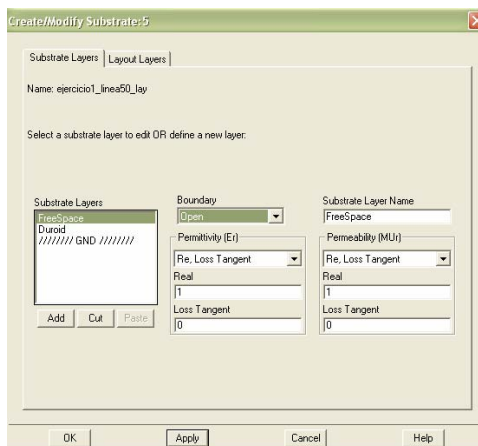 Create/Modify Substrate:5
Substrate Layers
Layout Layers
Name: ejercicio1_linea50_lay
Select a substrate layer to edit OR define a new layer.
Substrate Layers
FreeSpace
Duroid
//////// GND ////////
Add
Cut
Paste
Boundary
Open
Permittivity (Er)
Re, Loss Tangent
Real
1
Loss Tangent
0
Substrate Layer Name
FreeSpace
Permeability (MUr)
Re, Loss Tangent
Real
1
Loss Tangent
0
OK
Apply
Cancel
Help